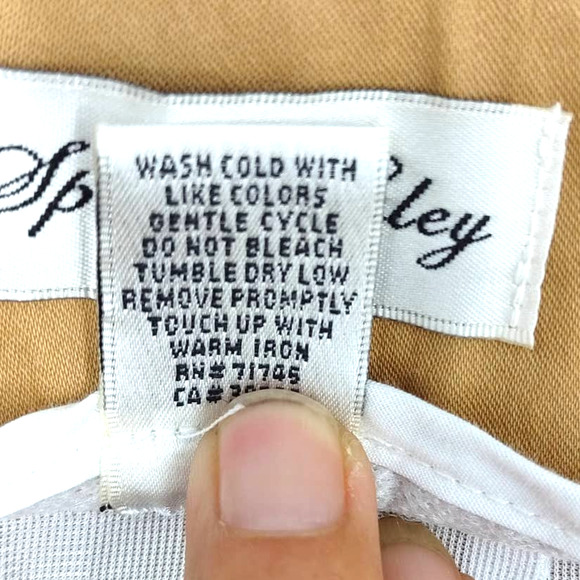 Sp ley
WASH COLD WITH
LIKE COLORS
GENTLE CYCLE
DO NOT BLEACH
TUMBLE DRY LOW
REMOVE PROMPTLY
TOUCH UP WITH
WARM IRON
RN# 71745
CA#